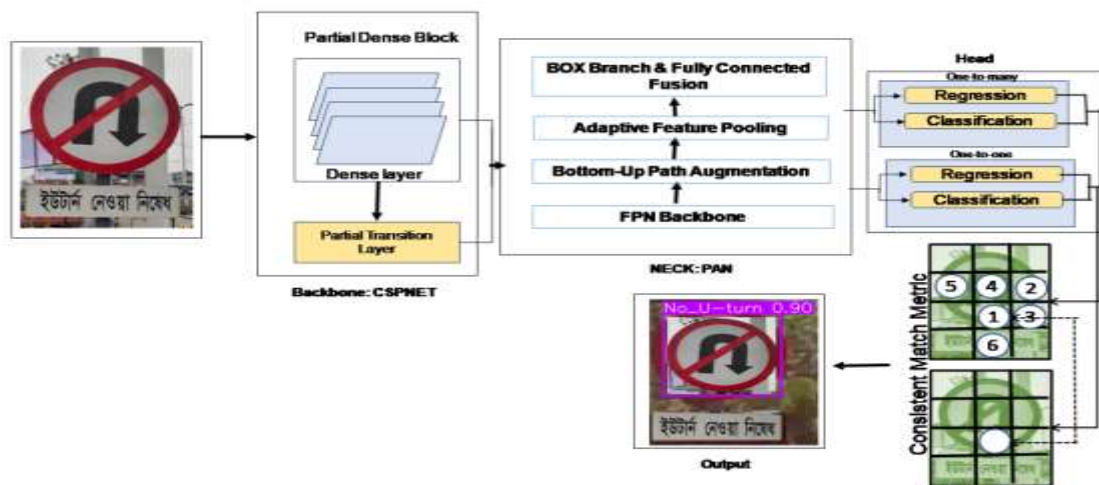 ইউটার্ন নেওয়া নিষেধ
Partial Dense Block
Dense layer
Partial Transition
Layer
Backbone: CSPNET
BOX Branch & Fully Connected
Fusion
Adaptive Feature Pooling
Bottom-Up Path Augmentation
FPN Backbone
NECK: PAN
Head
One-to-many
Regression
Classification
One-to-one
Regression
Classification
Consistent Match Metric
5 4 2
1 3
6
No_U-turn 0.90
ইউটার্ন নেওয়া নিষেধ
Output